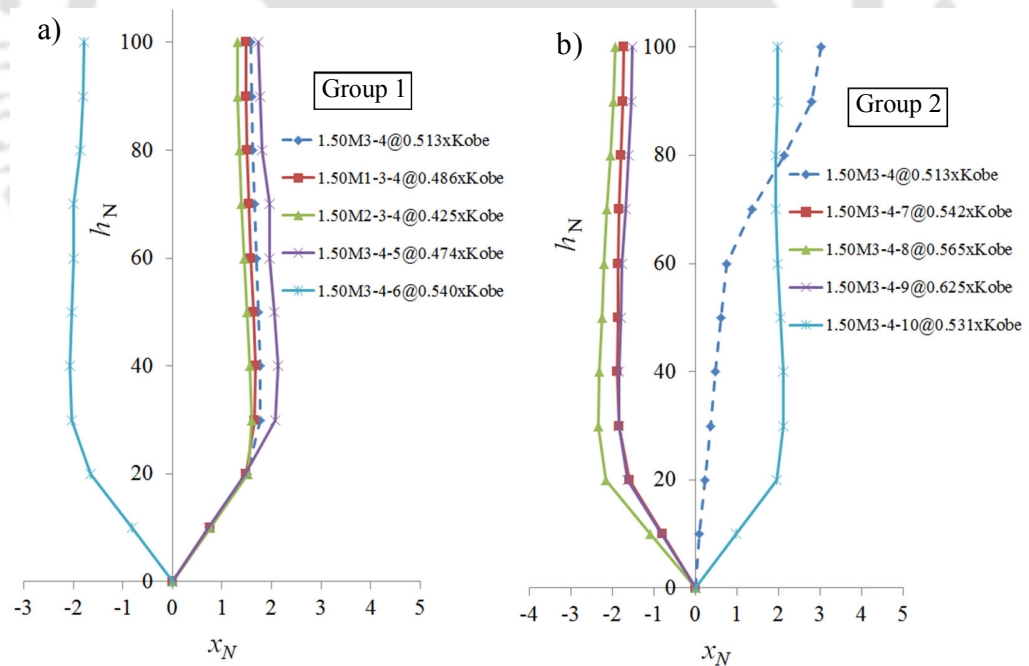 a)
Group 1
1.50M3-4@0.513xKobe
1.50M1-3-4@0.486xKobe
1.50M2-3-4@0.425xKobe
1.50M3-4-5@0.474xKobe
1.50M3-4-6@0.540xKobe
h_N
100
80
60
40
20
0
-3 -2 -1 0 1 2 3 4 5
x_N
b)
Group 2
1.50M3-4@0.513xKobe
1.50M3-4-7@0.542xKobe
1.50M3-4-8@0.565xKobe
1.50M3-4-9@0.625xKobe
1.50M3-4-10@0.531xKobe
h_N
100
80
60
40
20
0
-4 -3 -2 -1 0 1 2 3 4 5
x_N